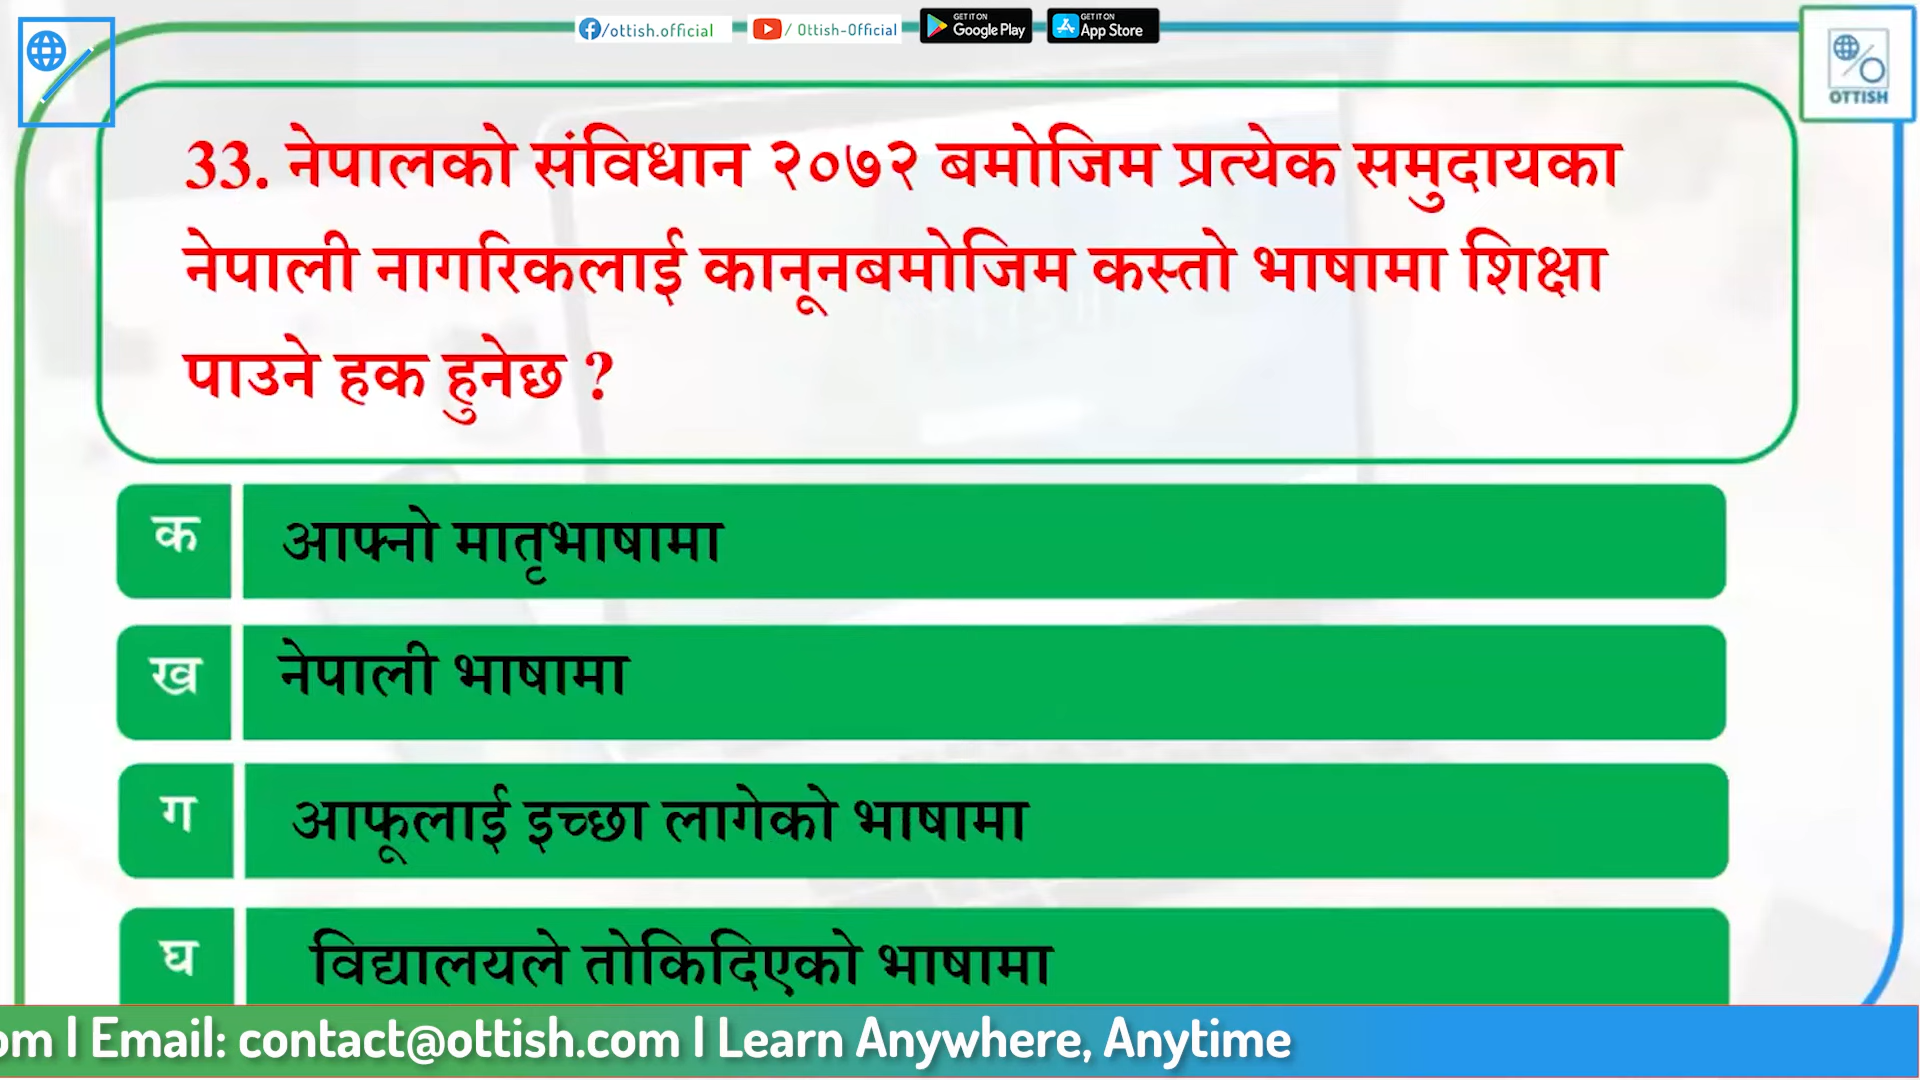 /ottish.official / Ottish-Official GET IT ON Google Play GET IT ON App Store
OTTISH
33. नेपालको संविधान २०७२ बमोजिम प्रत्येक समुदायका
नेपाली नागरिकलाई कानूनबमोजिम कस्तो भाषामा शिक्षा
पाउने हक हुनेछ ?
क आफ्नो मातृभाषामा
ख नेपाली भाषामा
ग आफूलाई इच्छा लागेको भाषामा
घ विद्यालयले तोकिदिएको भाषामा
om | Email: contact@ottish.com | Learn Anywhere, Anytime